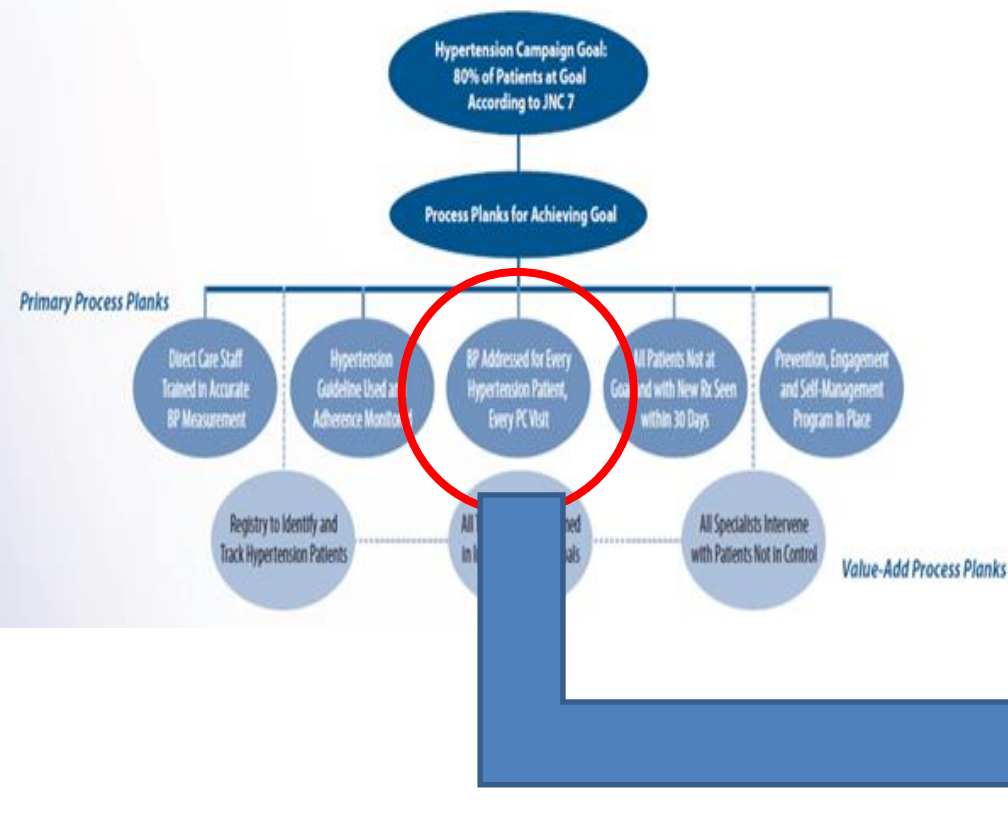 Hypertension Campaign Goal:
80% of Patients at Goal
According to JNC 7
Process Planks for Achieving Goal
Primary Process Planks
Direct Care Staff
Trained in Accurate
BP Measurement
Hypertension
Guideline Used
Adherence
BP Addressed for Every
Hypertension Patient,
Every PC Visit
All Patients Not at
with New Rx Seen
within 30 Days
Prevention, Engagement
and Self-Management
Program in Place
Registry to Identify and
Track Hypertension Patients
All
in
All Specialists Intervene
with Patients Not in Control
Value-Add Process Planks